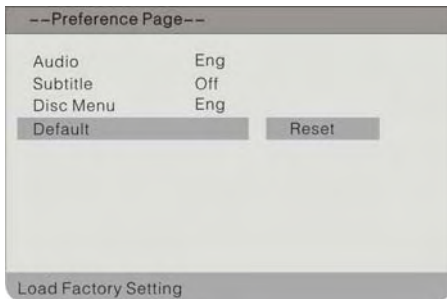 --Preference Page--
Audio Eng
Subtitle Off
Disc Menu Eng
Default Reset
Load Factory Setting